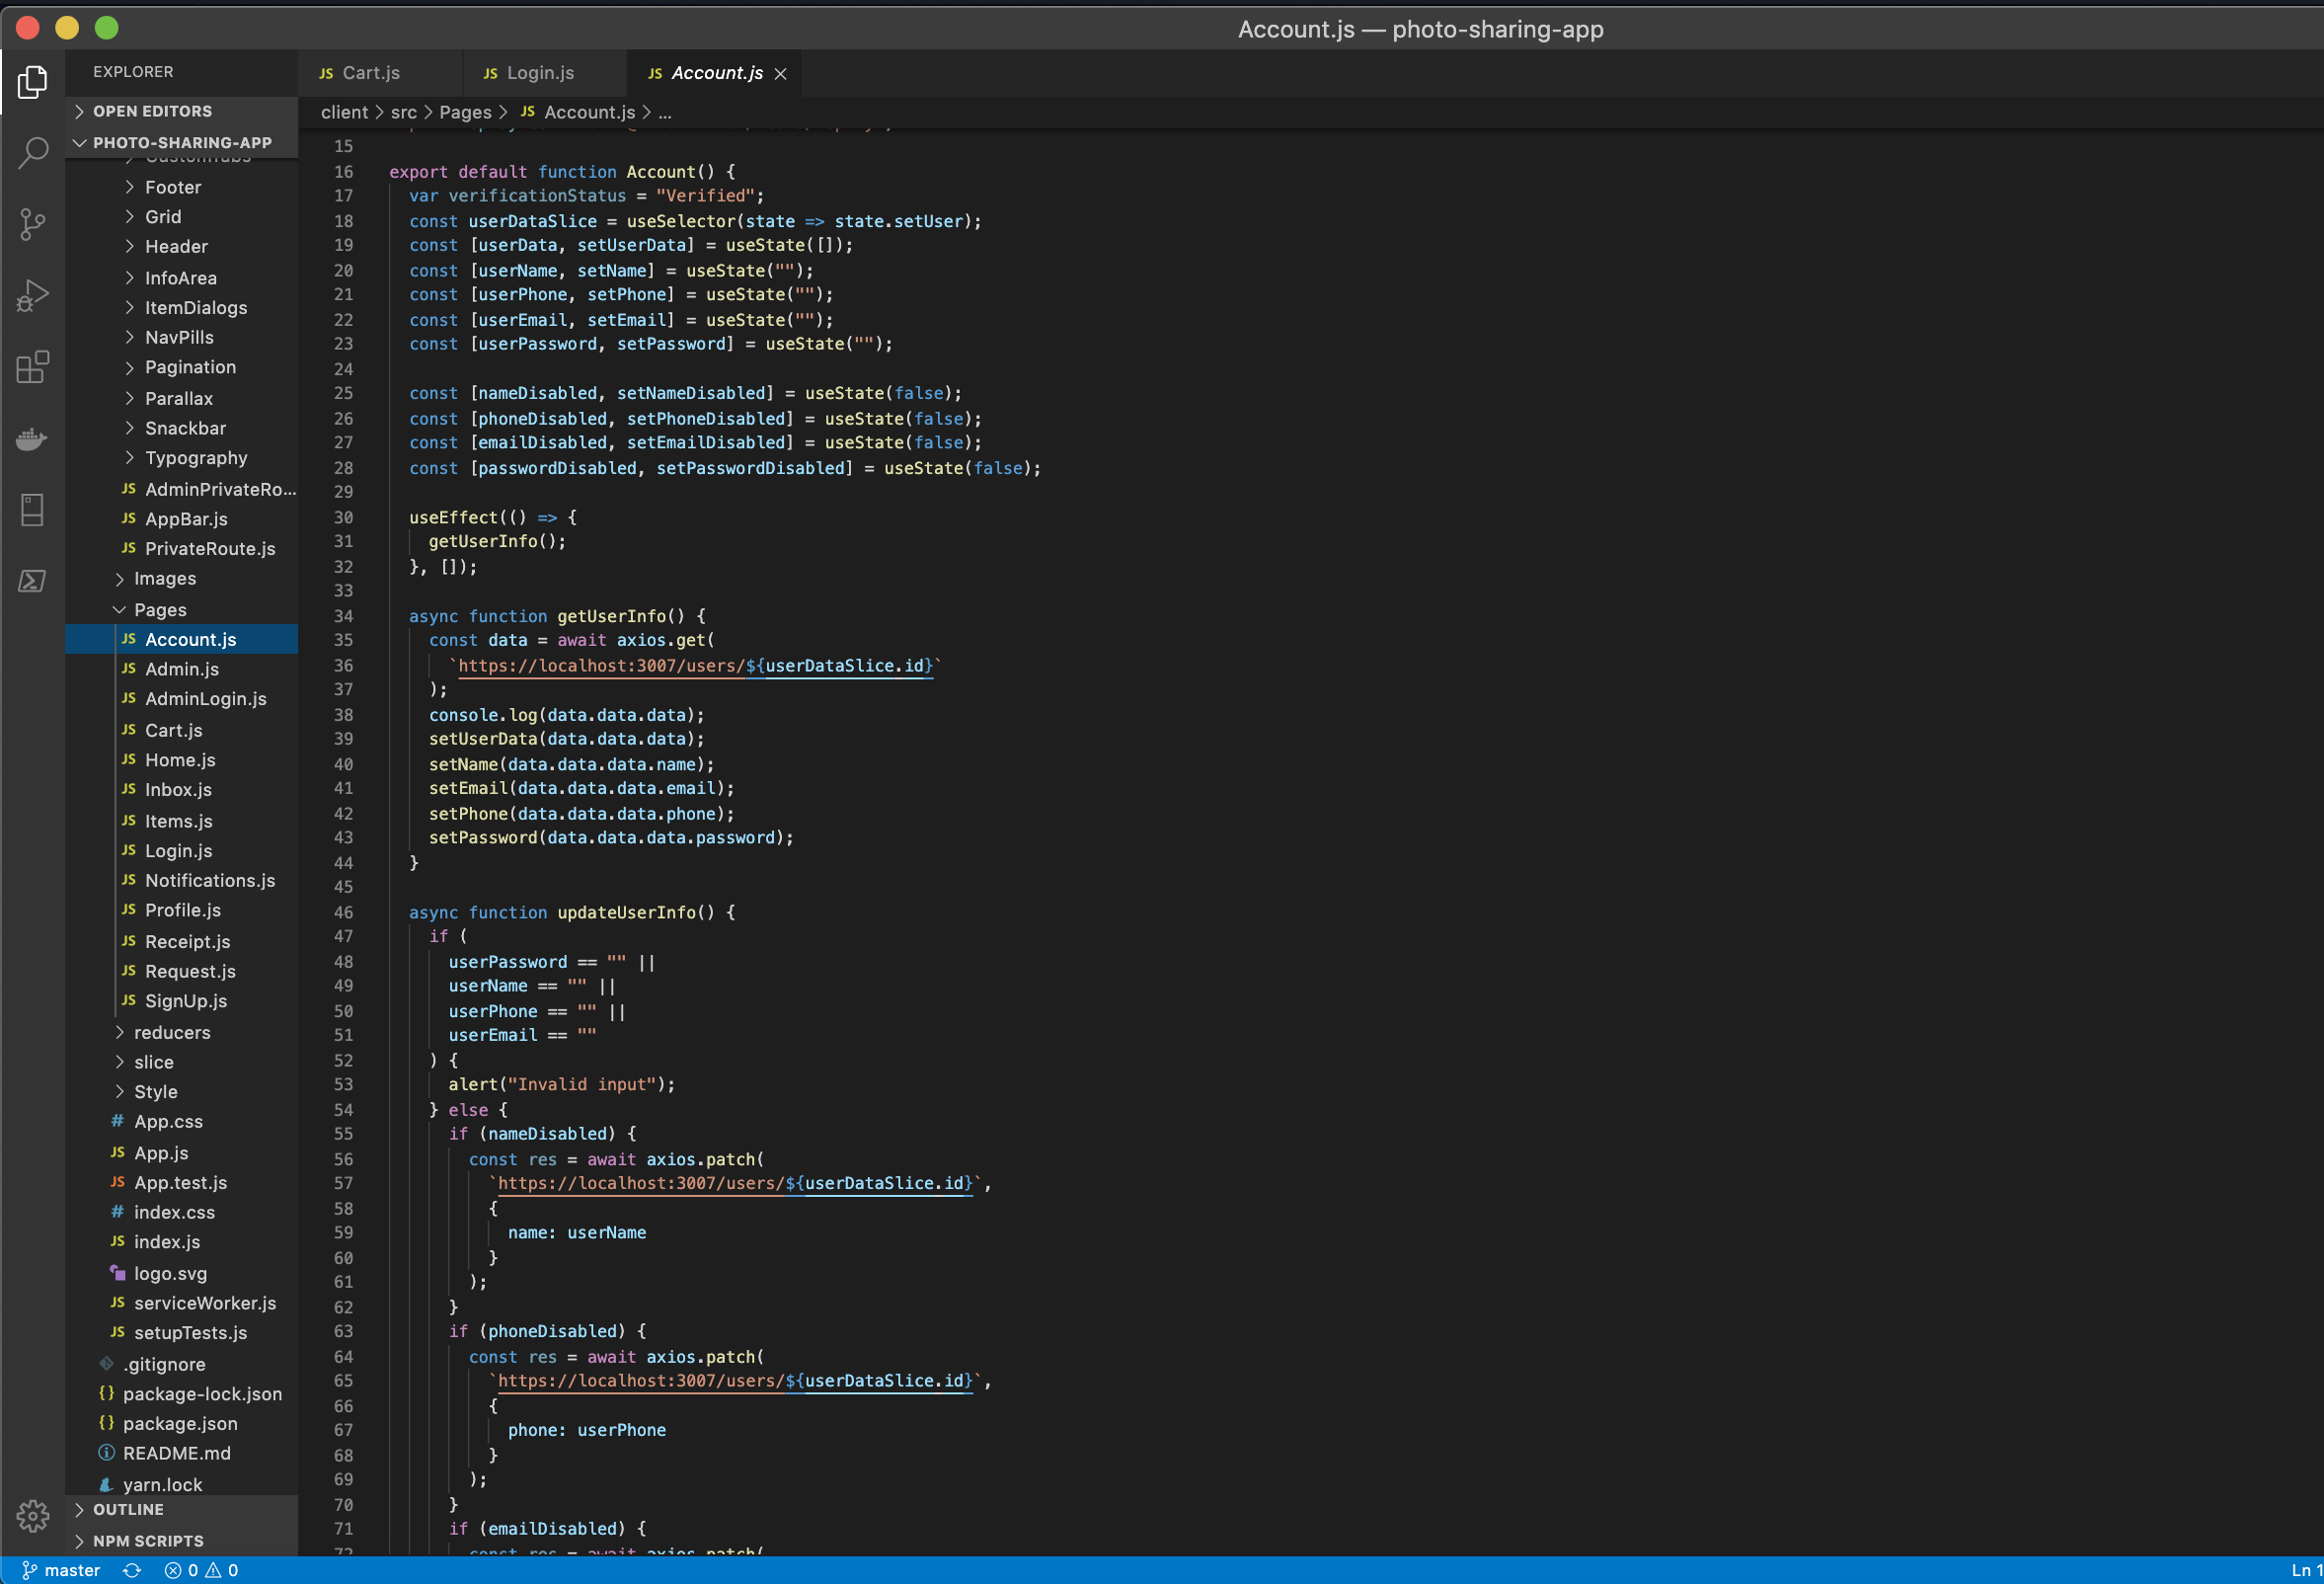 Account.js — photo-sharing-app
EXPLORER
OPEN EDITORS
PHOTO-SHARING-APP
CustomTabs
Footer
Grid
Header
InfoArea
ItemDialogs
NavPills
Pagination
Parallax
Snackbar
Typography
JS AdminPrivateRo...
JS AppBar.js
JS PrivateRoute.js
Images
Pages
JS Account.js
JS Admin.js
JS AdminLogin.js
JS Cart.js
JS Home.js
JS Inbox.js
JS Items.js
JS Login.js
JS Notifications.js
JS Profile.js
JS Receipt.js
JS Request.js
JS SignUp.js
reducers
slice
Style
# App.css
JS App.js
JS App.test.js
# index.css
JS index.js
logo.svg
JS serviceWorker.js
JS setupTests.js
.gitignore
{} package-lock.json
{} package.json
README.md
yarn.lock
OUTLINE
NPM SCRIPTS
JS Cart.js
JS Login.js
JS Account.js
client > src > Pages > JS Account.js > ...
15
16 export default function Account() {
17 var verificationStatus = "Verified";
18 const userDataSlice = useSelector(state => state.setUser);
19 const [userData, setUserData] = useState([]);
20 const [userName, setName] = useState("");
21 const [userPhone, setPhone] = useState("");
22 const [userEmail, setEmail] = useState("");
23 const [userPassword, setPassword] = useState("");
24
25 const [nameDisabled, setNameDisabled] = useState(false);
26 const [phoneDisabled, setPhoneDisabled] = useState(false);
27 const [emailDisabled, setEmailDisabled] = useState(false);
28 const [passwordDisabled, setPasswordDisabled] = useState(false);
29
30 useEffect(() => {
31 getUserInfo();
32 }, []);
33
34 async function getUserInfo() {
35 const data = await axios.get(
36 `https://localhost:3007/users/${userDataSlice.id}`
37 );
38 console.log(data.data.data);
39 setUserData(data.data.data);
40 setName(data.data.data.name);
41 setEmail(data.data.data.email);
42 setPhone(data.data.data.phone);
43 setPassword(data.data.data.password);
44 }
45
46 async function updateUserInfo() {
47 if (
48 userPassword == "" ||
49 userName == "" ||
50 userPhone == "" ||
51 userEmail == ""
52 ) {
53 alert("Invalid input");
54 } else {
55 if (nameDisabled) {
56 const res = await axios.patch(
57 `https://localhost:3007/users/${userDataSlice.id}`,
58 {
59 name: userName
60 }
61 );
62 }
63 if (phoneDisabled) {
64 const res = await axios.patch(
65 `https://localhost:3007/users/${userDataSlice.id}`,
66 {
67 phone: userPhone
68 }
69 );
70 }
71 if (emailDisabled) {
72 const res = await axios.patch(
master
0 0
Ln 1